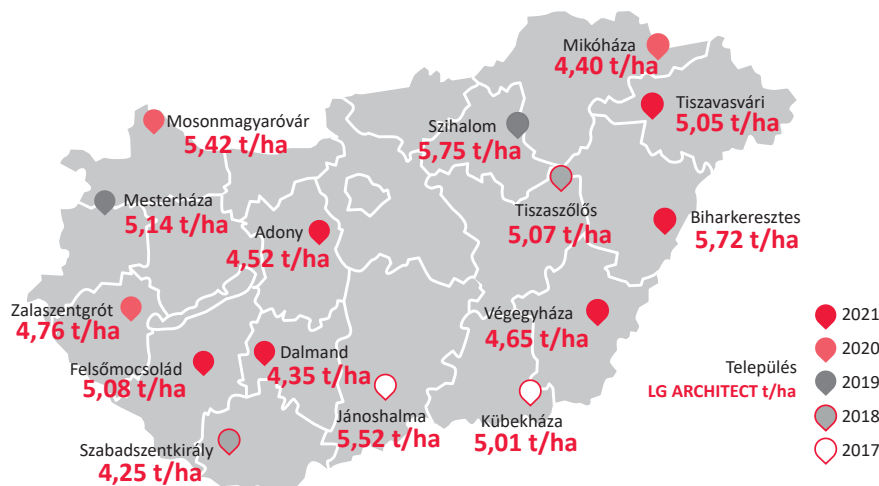 Mikóháza
4,40 t/ha
Tiszavasvári
5,05 t/ha
Mosonmagyaróvár
5,42 t/ha
Szihalom
5,75 t/ha
Mesterháza
5,14 t/ha
Tiszaszőlős
5,07 t/ha
Biharkeresztes
5,72 t/ha
Adony
4,52 t/ha
Zalaszentgrót
4,76 t/ha
Végegyháza
4,65 t/ha
Felsőmocsolád
5,08 t/ha
Dalmand
4,35 t/ha
Jánoshalma
5,52 t/ha
Kübekháza
5,01 t/ha
Szabadszentkirály
4,25 t/ha
Település
LG ARCHITECT t/ha
2021
2020
2019
2018
2017